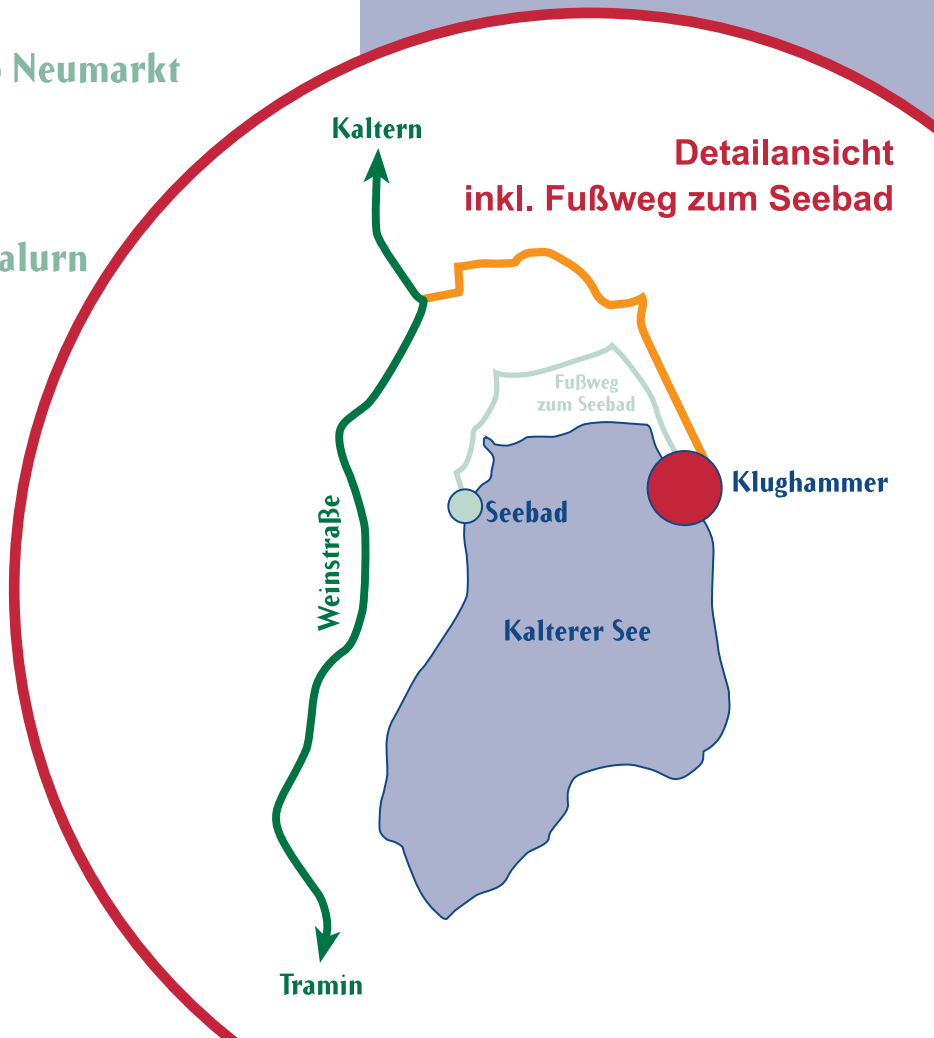 Neumarkt
Kaltern
Detailansicht
inkl. Fußweg zum Seebad
alurn
Fußweg
zum Seebad
Klughammer
Seebad
Weinstraße
Kalterer See
Tramin